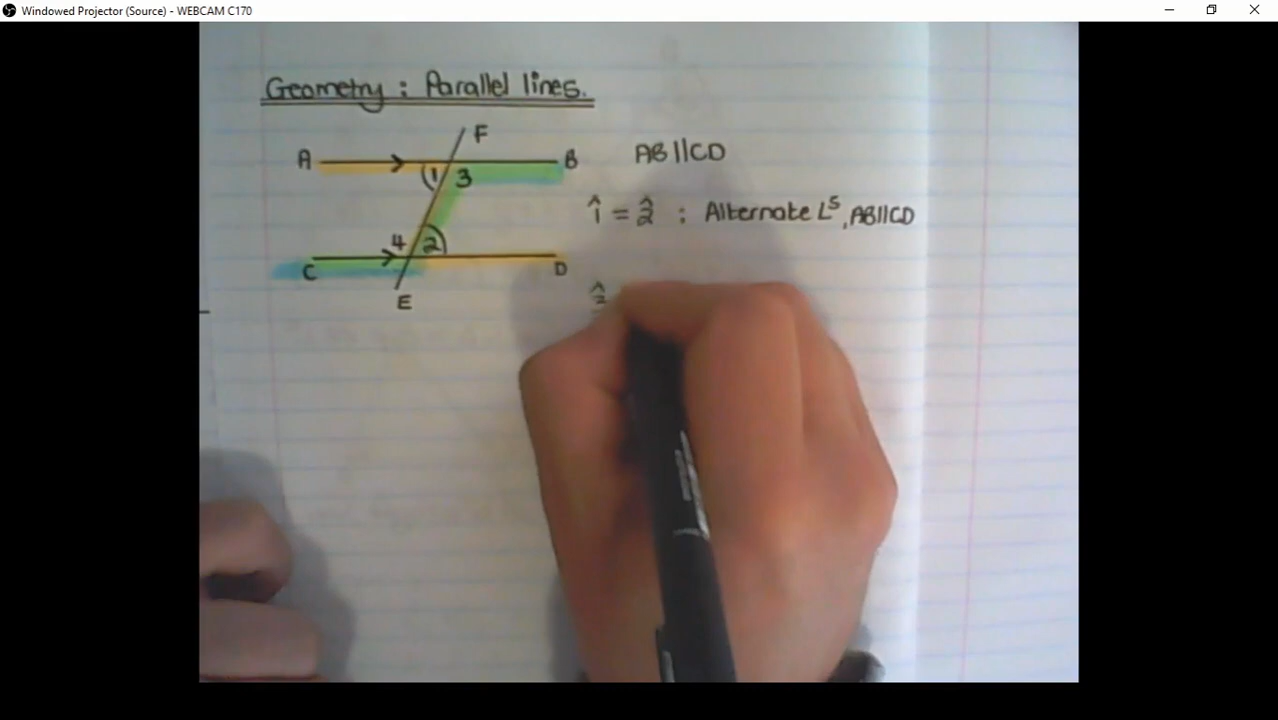 Windowed Projector (Source) - WEBCAM C170
Geometry : Parallel lines.
F
A B
1 3
AB||CD
1̂ = 2̂ : Alternate Lˢ, AB||CD
4 2
C D
E